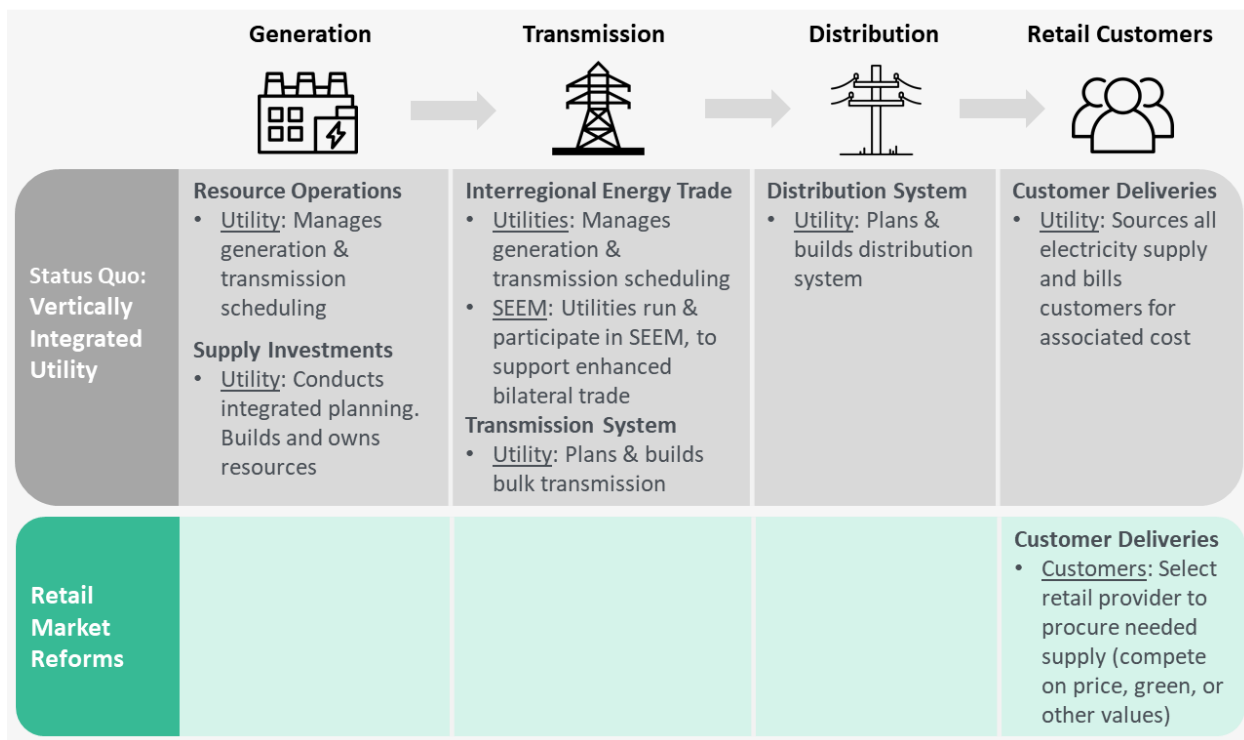 Generation
Transmission
Distribution
Retail Customers
Status Quo:
Vertically
Integrated
Utility
Resource Operations
• Utility: Manages
generation &
transmission
scheduling
Supply Investments
• Utility: Conducts
integrated planning.
Builds and owns
resources
Interregional Energy Trade
• Utilities: Manages
generation &
transmission scheduling
• SEEM: Utilities run &
participate in SEEM, to
support enhanced
bilateral trade
Transmission System
• Utility: Plans & builds
bulk transmission
Distribution System
• Utility: Plans &
builds distribution
system
Customer Deliveries
• Utility: Sources all
electricity supply
and bills
customers for
associated cost
Retail
Market
Reforms
Customer Deliveries
• Customers: Select
retail provider to
procure needed
supply (compete
on price, green, or
other values)